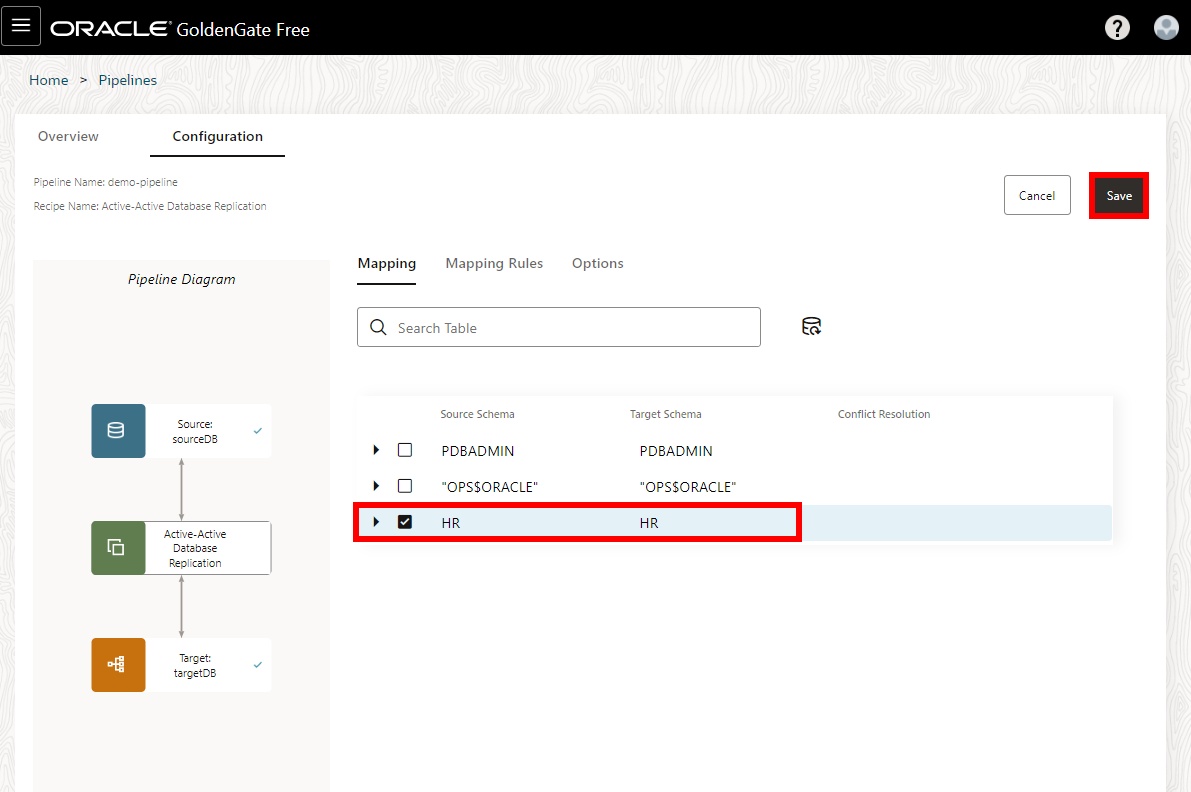 ORACLE GoldenGate Free
Home > Pipelines
Overview Configuration
Pipeline Name: demo-pipeline
Recipe Name: Active-Active Database Replication
Cancel Save
Pipeline Diagram
Source:
sourceDB
Active-Active
Database
Replication
Target:
targetDB
Mapping Mapping Rules Options
Search Table
Source Schema Target Schema Conflict Resolution
PDBADMIN PDBADMIN
"OPS$ORACLE" "OPS$ORACLE"
HR HR